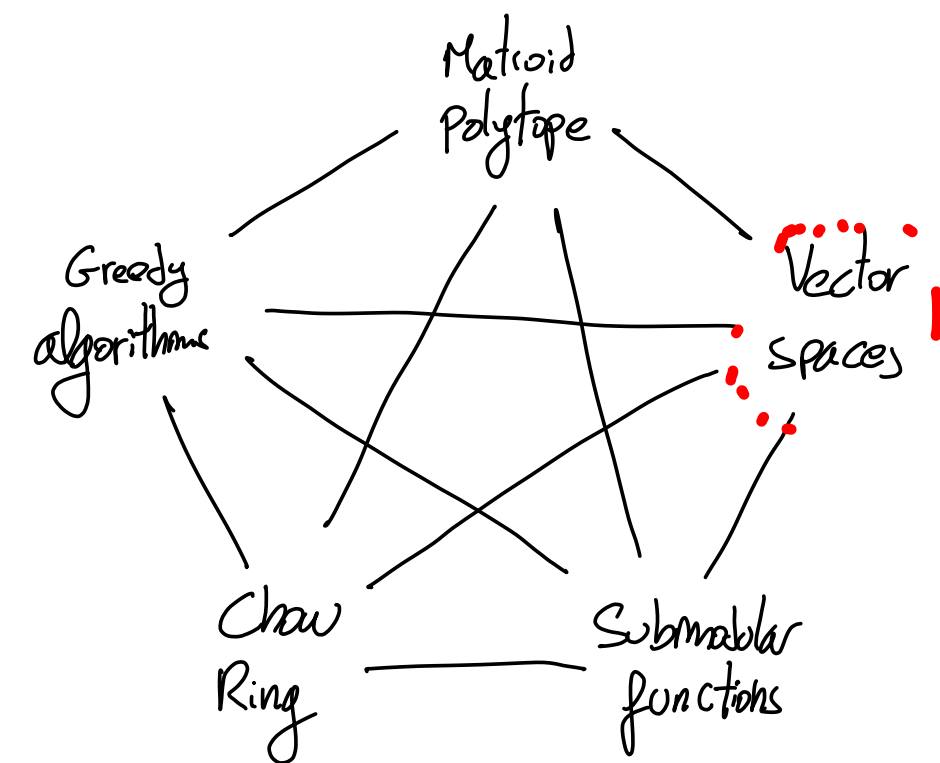 Matroid
Polytope
Greedy
algorithms
Vector
spaces
Chow
Ring
Submodular
functions